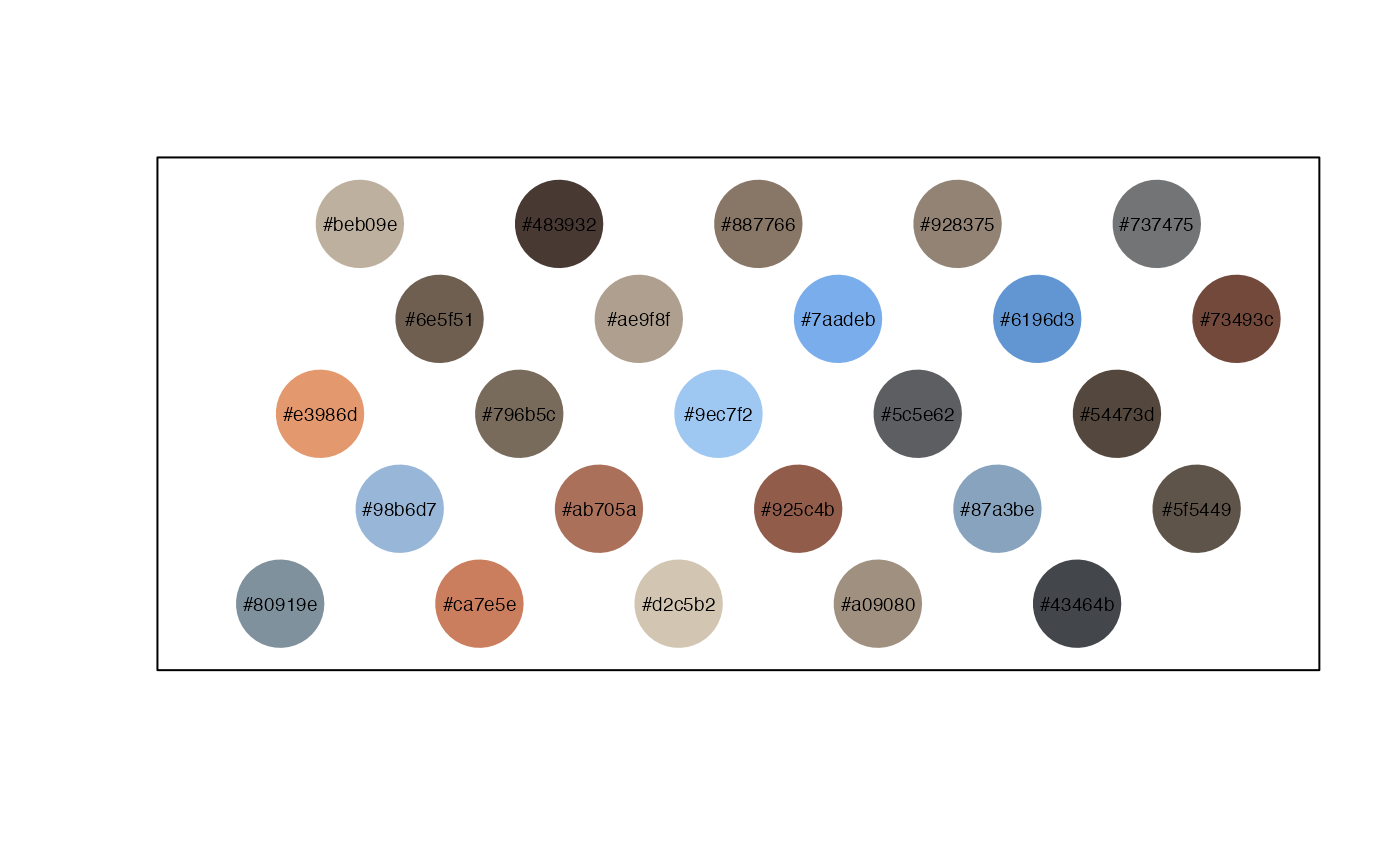 #beb09e #483932 #887766 #928375 #737475
#6e5f51 #ae9f8f #7aadeb #6196d3 #73493c
#e3986d #796b5c #9ec7f2 #5c5e62 #54473d
#98b6d7 #ab705a #925c4b #87a3be #5f5449
#80919e #ca7e5e #d2c5b2 #a09080 #43464b